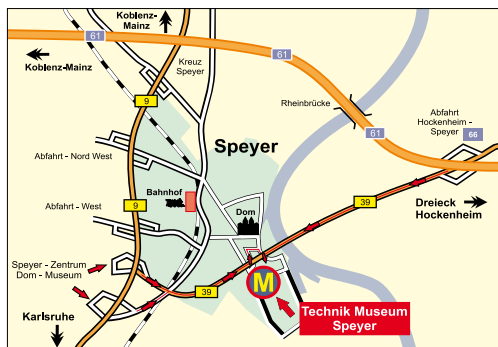 Koblenz-
Mainz
61
61
Koblenz-Mainz
Kreuz
Speyer
9
Rheinbrücke
61
Abfahrt
Hockenheim -
Speyer
66
Speyer
Abfahrt - Nord West
Bahnhof
Abfahrt - West
9
Dom
39
Dreieck
Hockenheim
Speyer - Zentrum
Dom - Museum
39
M
Technik Museum
Speyer
Karlsruhe